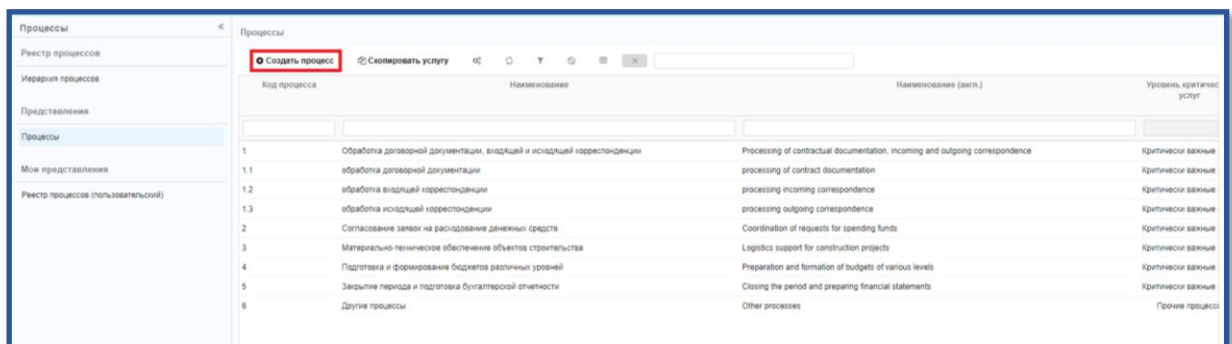 Процессы
Реестр процессов
Иерархия процессов
Представления
Процессы
Мои представления
Реестр процессов (пользовательский)
Процессы
Создать процесс Скопировать услугу
Код процесса Наименование Наименование (англ.) Уровень критично
услуг
1 Обработка договорной документации, входящей и исходящей корреспонденции Processing of contractual documentation, incoming and outgoing correspondence Критически важные
1.1 обработка договорной документации processing of contract documentation Критически важные
1.2 обработка входящей корреспонденции processing incoming correspondence Критически важные
1.3 обработка исходящей корреспонденции processing outgoing correspondence Критически важные
2 Согласование заявок на расходование денежных средств Coordination of requests for spending funds Критически важные
3 Материально-техническое обеспечение объектов строительства Logistics support for construction projects Критически важные
4 Подготовка и формирование бюджетов различных уровней Preparation and formation of budgets of various levels Критически важные
5 Закрытие периода и подготовка бухгалтерской отчетности Closing the period and preparing financial statements Критически важные
6 Другие процессы Other processes Прочие процесс